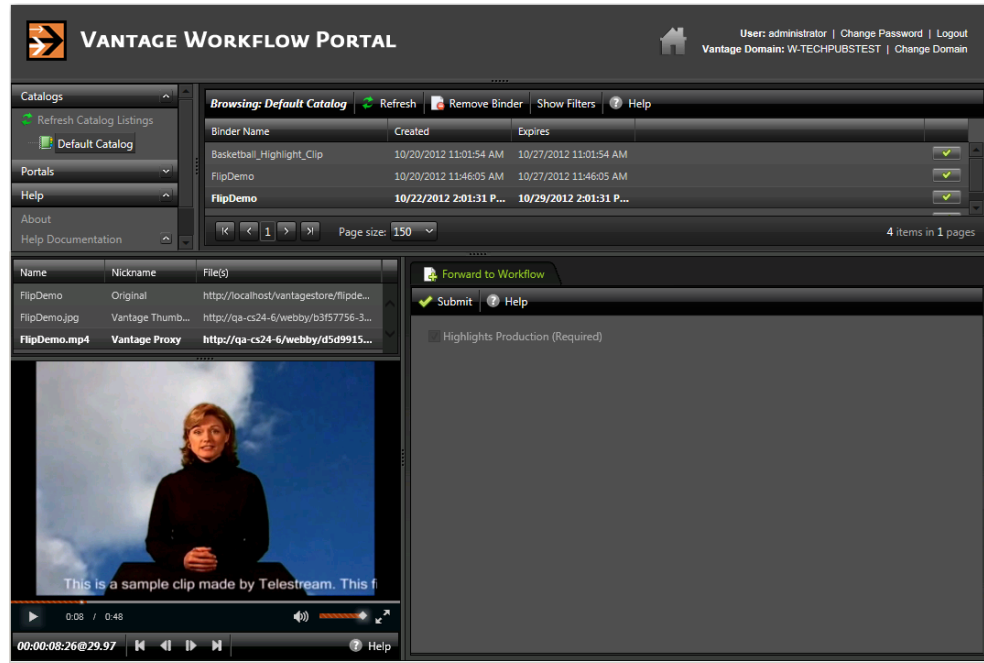 VANTAGE WORKFLOW PORTAL
User: administrator | Change Password | Logout
Vantage Domain: W-TECHPUBSTEST | Change Domain
Catalogs
Refresh Catalog Listings
Default Catalog
Portals
Help
About
Help Documentation
Browsing: Default Catalog Refresh Remove Binder Show Filters Help
Binder Name Created Expires
Basketball_Highlight_Clip 10/20/2012 11:01:54 AM 10/27/2012 11:01:54 AM
FlipDemo 10/20/2012 11:46:05 AM 10/27/2012 11:46:05 AM
FlipDemo 10/22/2012 2:01:31 P... 10/29/2012 2:01:31 P...
1 Page size: 150 4 items in 1 pages
Name Nickname File(s)
FlipDemo Original http://localhost/vantagestore/flipde...
FlipDemo.jpg Vantage Thumb... http://qa-cs24-6/webby/b3f57756-3...
FlipDemo.mp4 Vantage Proxy http://qa-cs24-6/webby/d5d9915...
This is a sample clip made by Telestream. This fi
0:08 / 0:48
00:00:08:26@29.97 Help
Forward to Workflow
Submit Help
Highlights Production (Required)